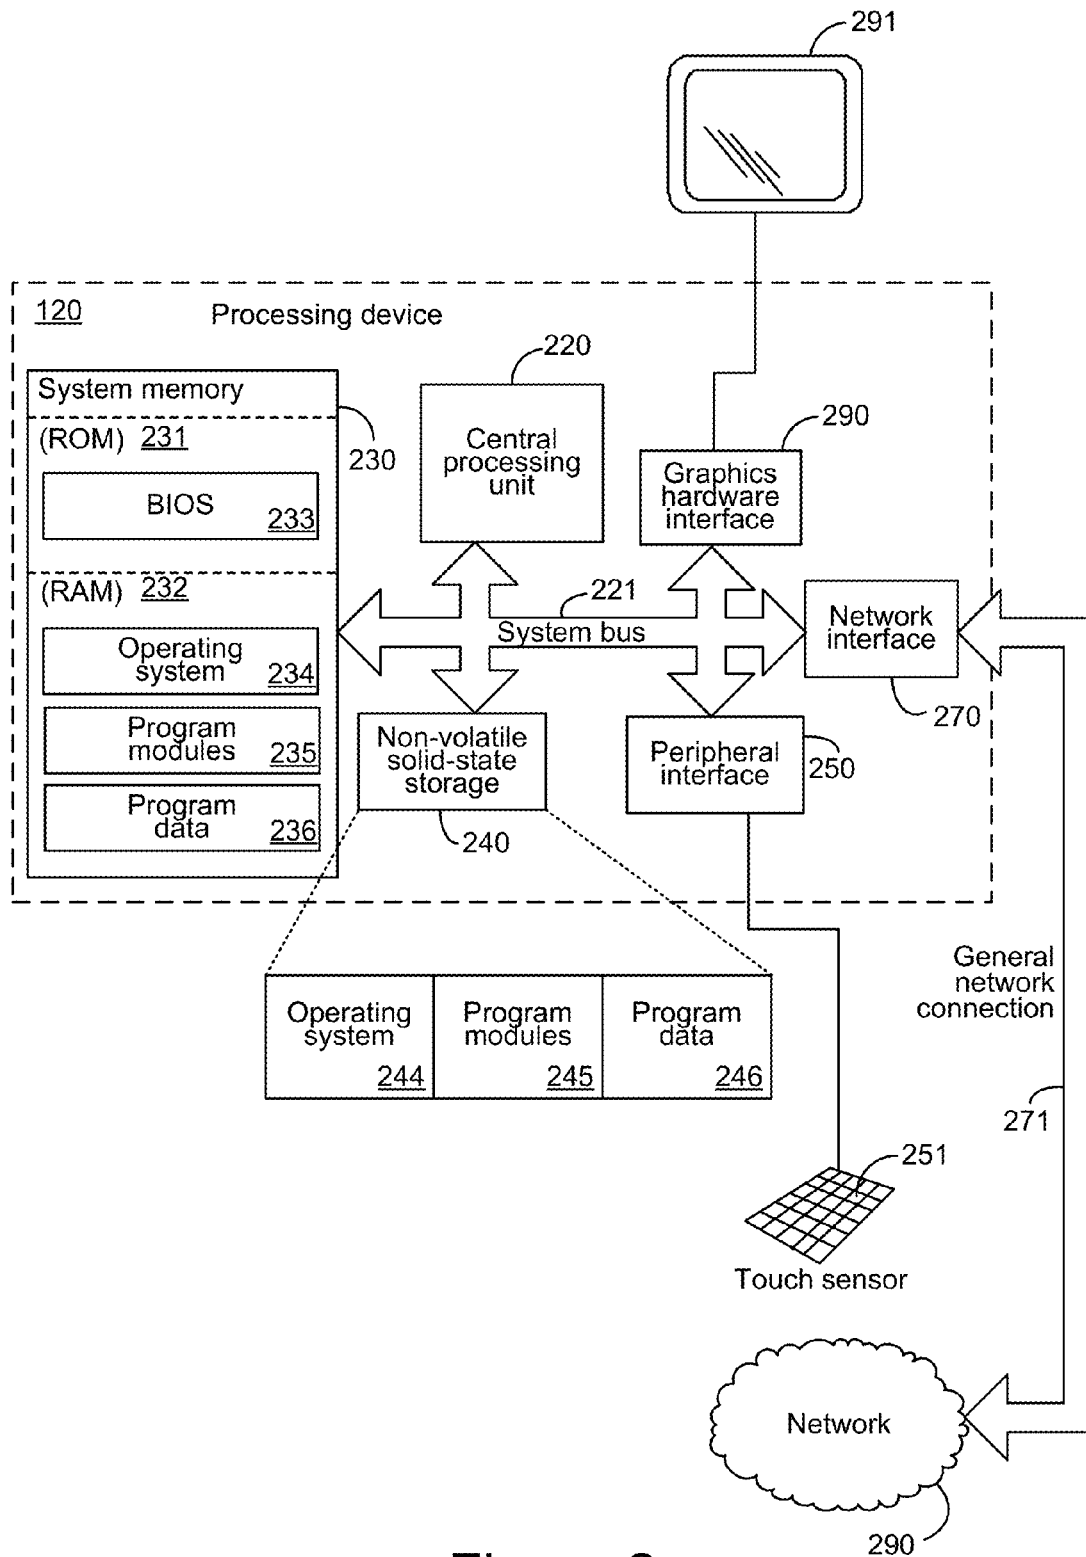 291
120 Processing device
System memory
230
(ROM) 231
BIOS
233
(RAM) 232
Operating
system
234
Program
modules
235
Program
data
236
220
Central
processing
unit
290
Graphics
hardware
interface
221
System bus
Network
interface
270
Non-volatile
solid-state
storage
240
Peripheral
interface
250
Operating
system
244
Program
modules
245
Program
data
246
General
network
connection
271
251
Touch sensor
Network
290